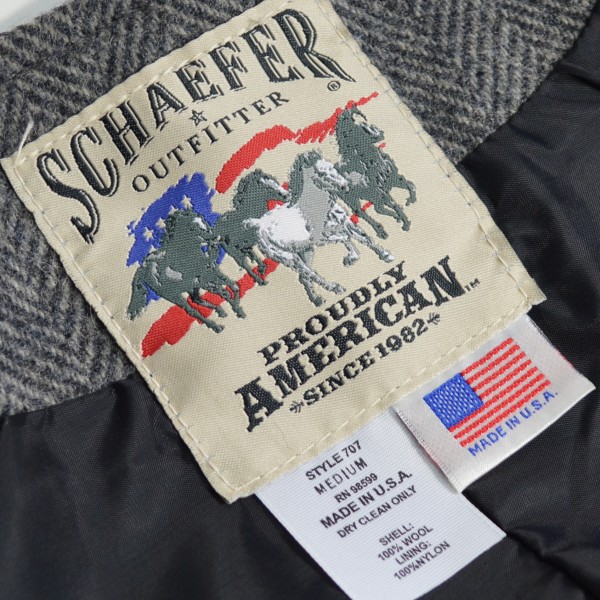 SCHAEFER ®
OUTFITTER
PROUDLY
AMERICAN™
SINCE 1982
MADE IN U.S.A.
STYLE 707
MEDIUM
RN 98599
MADE IN U.S.A.
DRY CLEAN ONLY
SHELL:
100% WOOL
LINING:
100%NYLON